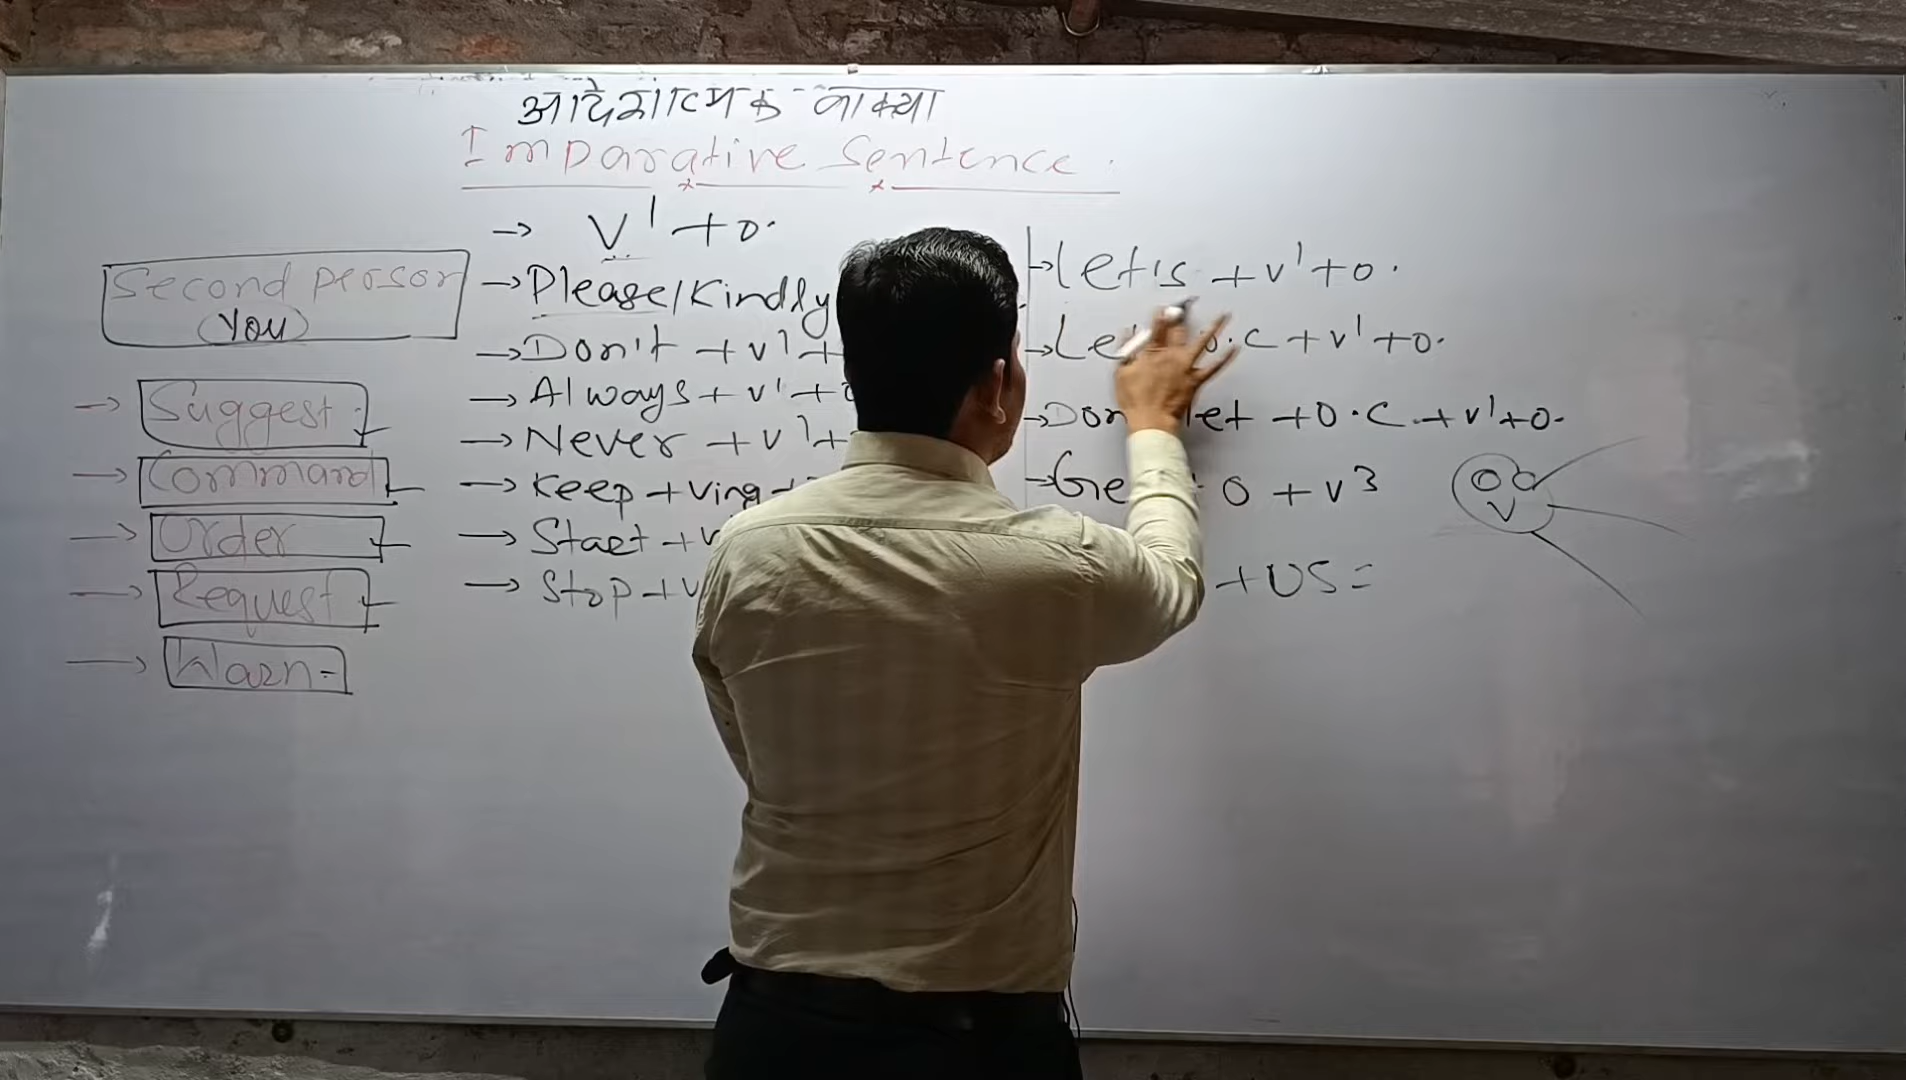 आदेशात्मक वाक्या
Imparative Sentence
→ V¹ + o.
→ Please/Kindly
→ Don't + v¹ +
→ Always + v¹ +
→ Never + v¹ +
→ Keep + Ving +
→ Start + v
→ Stop + v
Second person
(You)
→ Suggest
→ Command
→ Order
→ Request
→ Warn
→ Let's + v¹ + o.
→ Let o.c + v¹ + o.
→ Don let + O.C. + v¹ + o.
→ Ge O + v³
+ US =